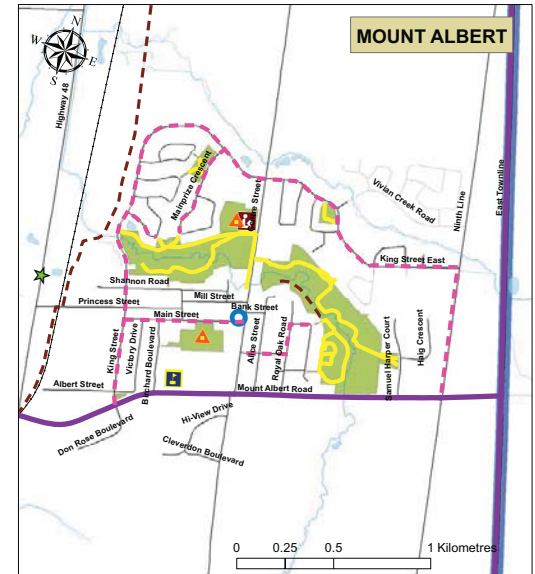 MOUNT ALBERT
N
W
E
S
Highway 48
Mainprize Crescent
Centre Street
Vivian Creek Road
Ninth Line
East Townline
King Street East
Shannon Road
Princess Street
Mill Street
Bank Street
Main Street
King Street
Victory Drive
Birchard Boulevard
Alice Street
Royal Oak Road
Samuel Harper Court
Haig Crescent
Albert Street
Mount Albert Road
Don Rose Boulevard
Hi-View Drive
Cleverdon Boulevard
0 0.25 0.5 1 Kilometres